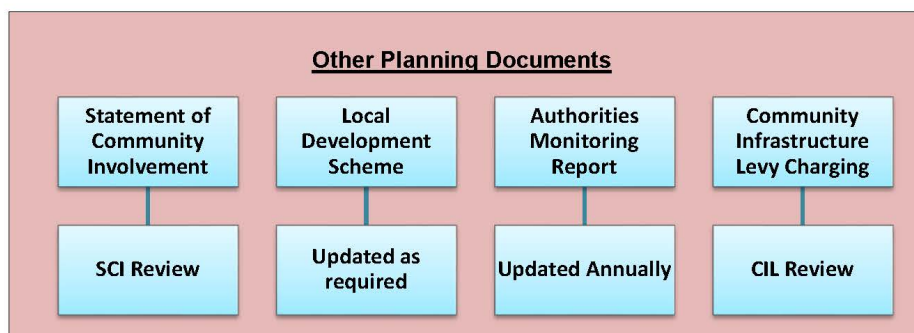 Other Planning Documents
Statement of
Community
Involvement
Local
Development
Scheme
Authorities
Monitoring
Report
Community
Infrastructure
Levy Charging
SCI Review
Updated as
required
Updated Annually
CIL Review